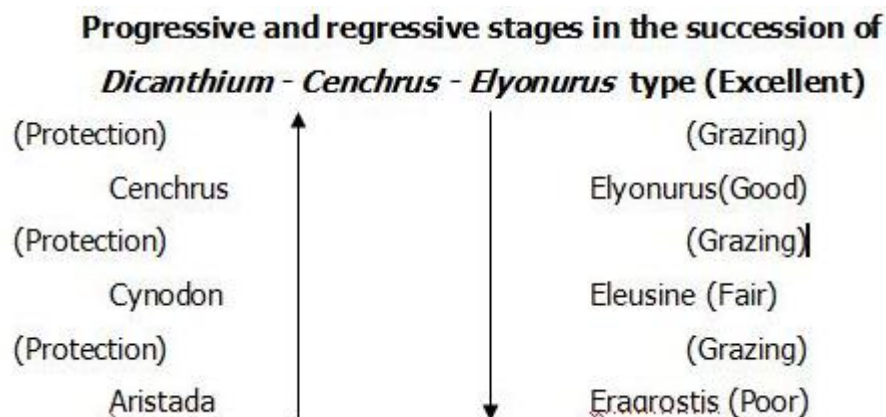 Progressive and regressive stages in the succession of
Dicanthium - Cenchrus - Elyonurus type (Excellent)
(Protection) (Grazing)
Cenchrus Elyonurus(Good)
(Protection) (Grazing)
Cynodon Eleusine (Fair)
(Protection) (Grazing)
Aristada Eragrostis (Poor)